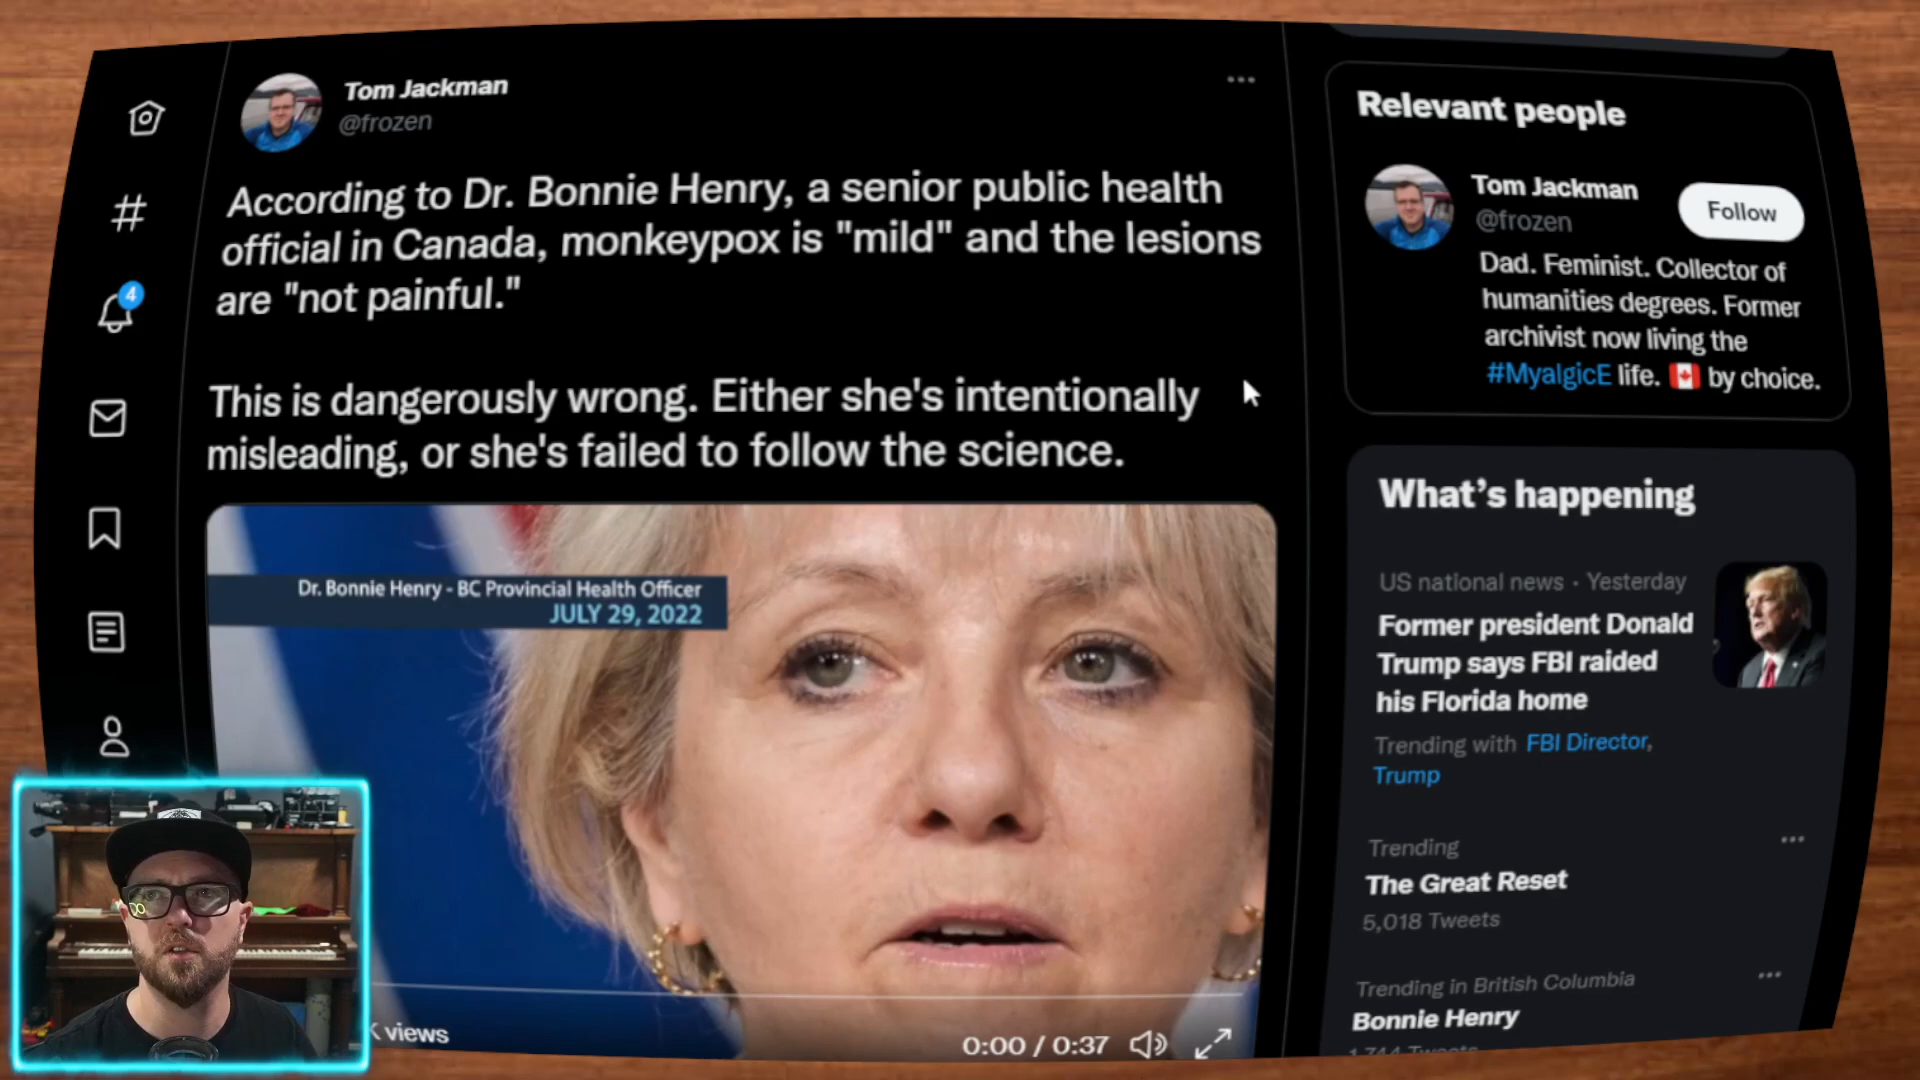 Tom Jackman
@frozen
According to Dr. Bonnie Henry, a senior public health
official in Canada, monkeypox is "mild" and the lesions
are "not painful."
This is dangerously wrong. Either she's intentionally
misleading, or she's failed to follow the science.
Dr. Bonnie Henry - BC Provincial Health Officer
JULY 29, 2022
K views
0:00 / 0:37
4
Relevant people
Tom Jackman
@frozen
Follow
Dad. Feminist. Collector of
humanities degrees. Former
archivist now living the
#MyalgicE life. by choice.
What's happening
US national news · Yesterday
Former president Donald
Trump says FBI raided
his Florida home
Trending with FBI Director,
Trump
Trending
The Great Reset
5,018 Tweets
Trending in British Columbia
Bonnie Henry
1,744 Tweets